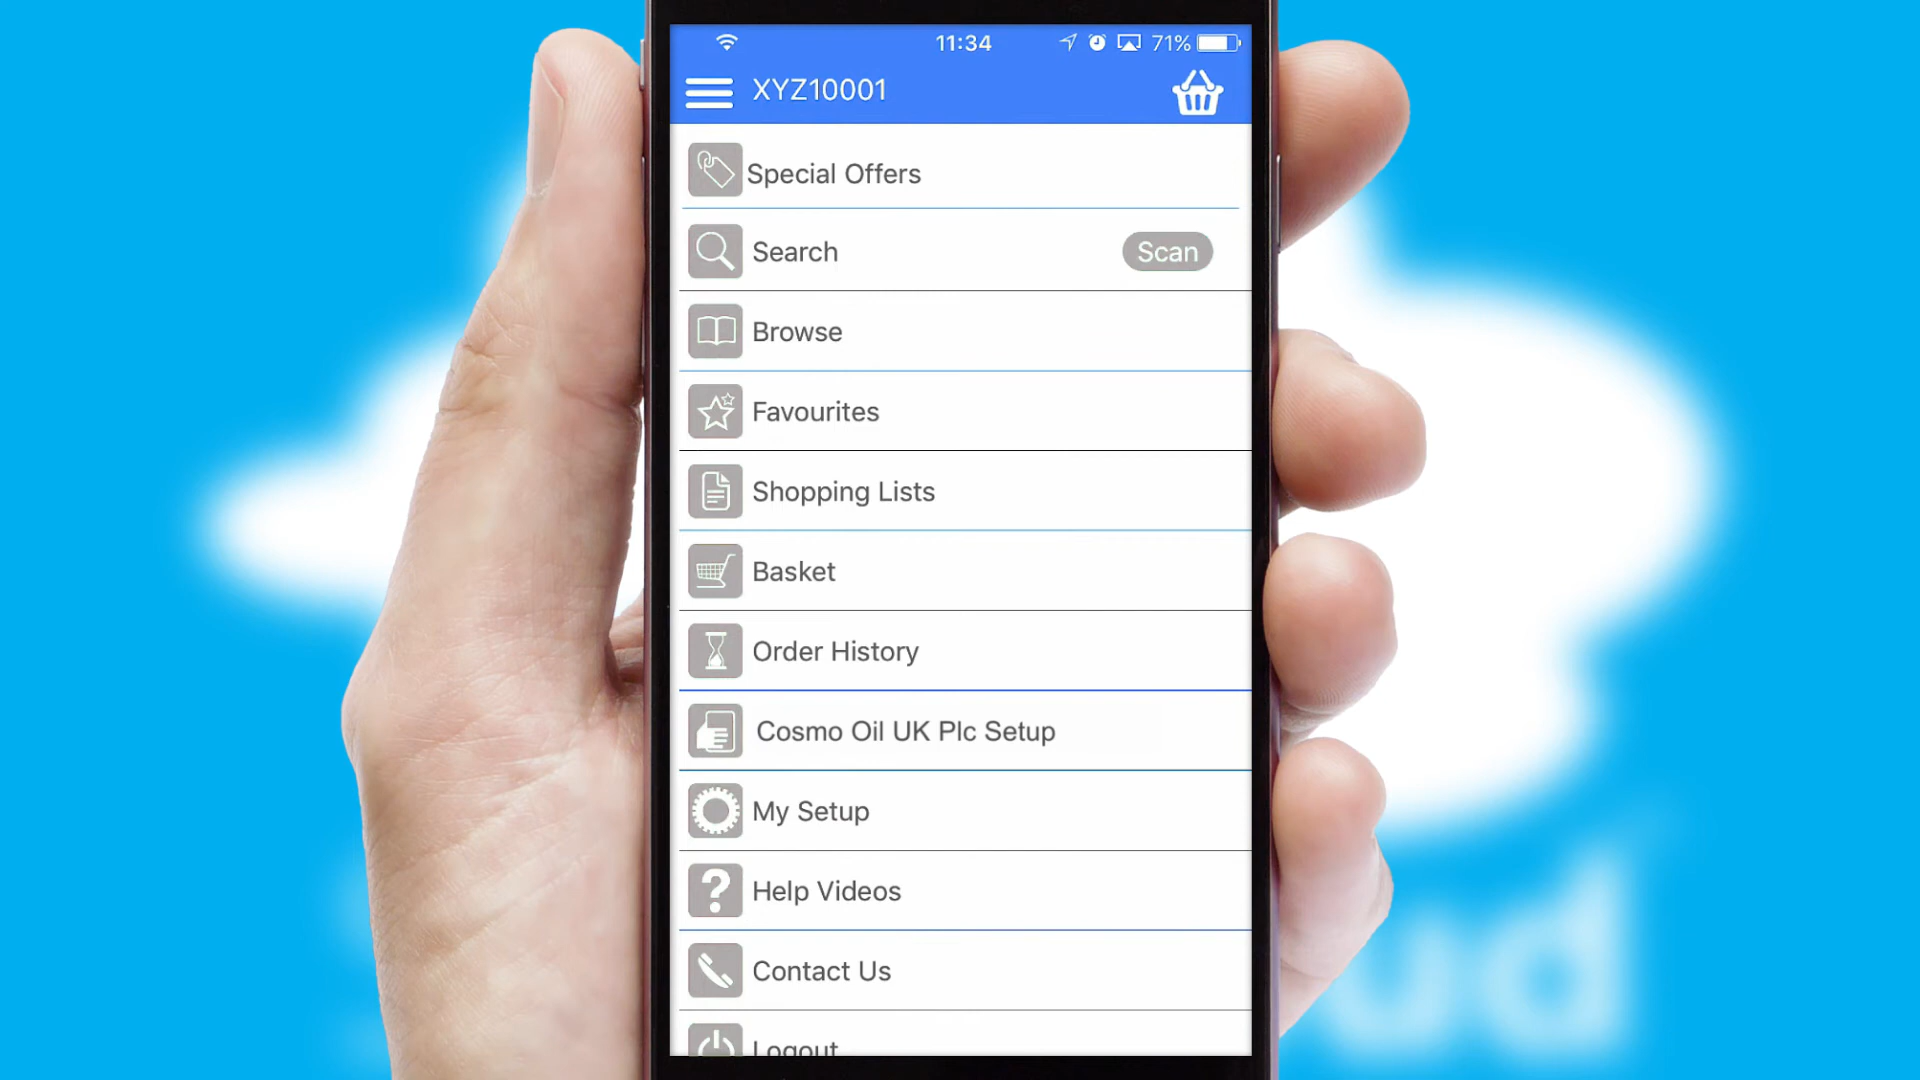 11:34
71%
XYZ10001
Special Offers
Search
Scan
Browse
Favourites
Shopping Lists
Basket
Order History
Cosmo Oil UK Plc Setup
My Setup
Help Videos
Contact Us
Logout
ud